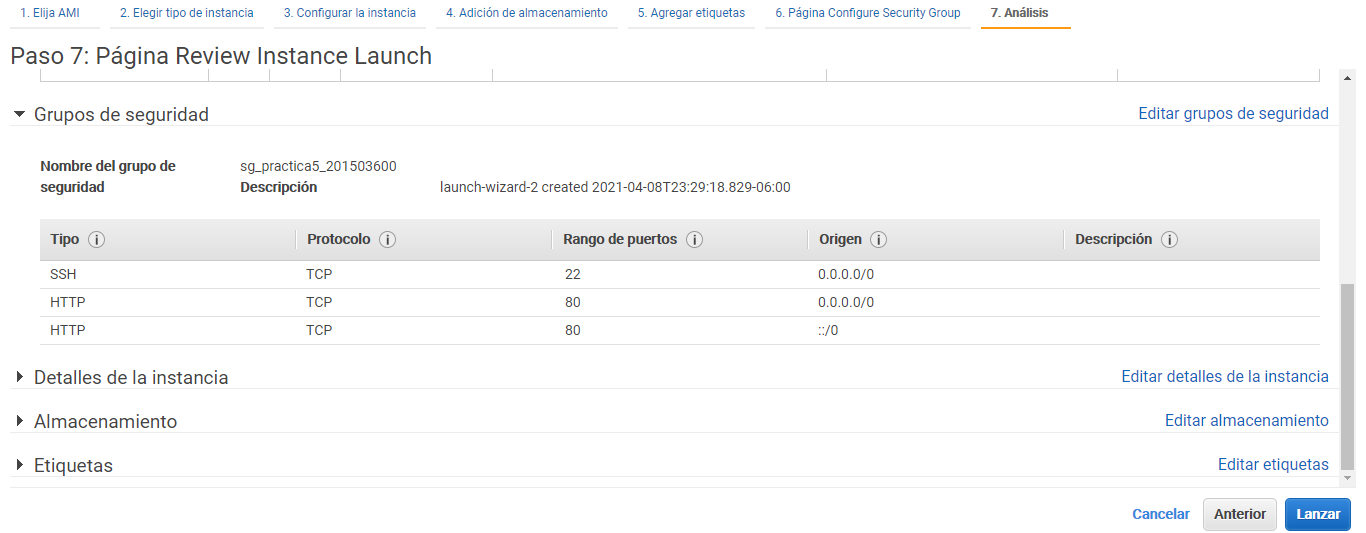 1. Elija AMI 2. Elegir tipo de instancia 3. Configurar la instancia 4. Adición de almacenamiento 5. Agregar etiquetas 6. Página Configure Security Group 7. Análisis
Paso 7: Página Review Instance Launch
Grupos de seguridad Editar grupos de seguridad
Nombre del grupo de sg_practica5_201503600
seguridad Descripción launch-wizard-2 created 2021-04-08T23:29:18.829-06:00
Tipo Protocolo Rango de puertos Origen Descripción
SSH TCP 22 0.0.0.0/0
HTTP TCP 80 0.0.0.0/0
HTTP TCP 80 ::/0
Detalles de la instancia Editar detalles de la instancia
Almacenamiento Editar almacenamiento
Etiquetas Editar etiquetas
Cancelar Anterior Lanzar